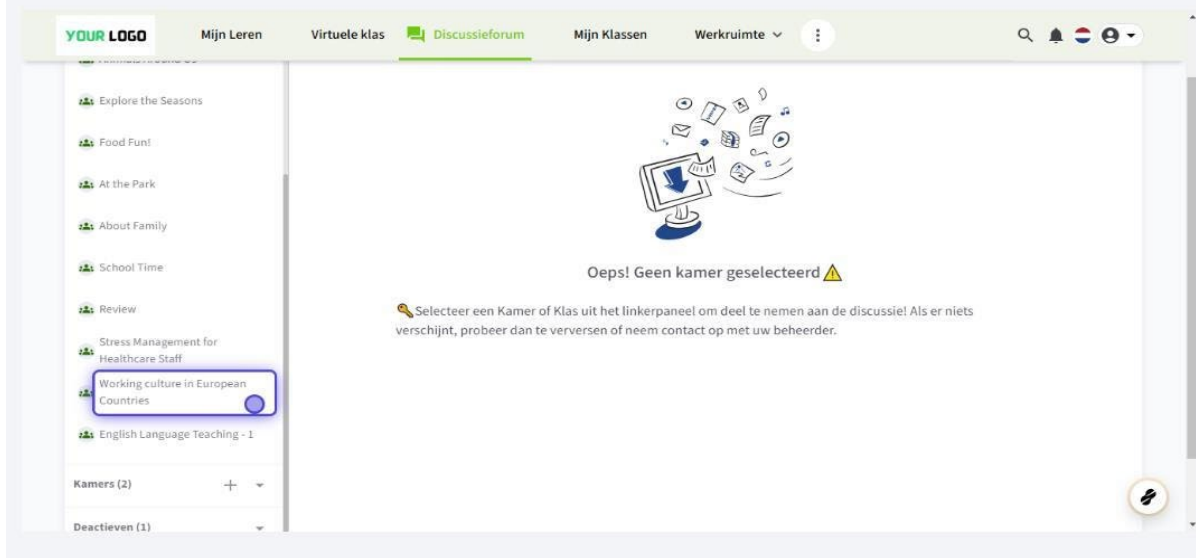 YOUR LOGO
Mijn Leren
Virtuele klas
Discussieforum
Mijn Klassen
Werkruimte
Explore the Seasons
Food Fun!
At the Park
About Family
School Time
Review
Stress Management for
Healthcare Staff
Working culture in European
Countries
English Language Teaching - 1
Kamers (2)
Deactieven (1)
Oeps! Geen kamer geselecteerd
Selecteer een Kamer of Klas uit het linkerpaneel om deel te nemen aan de discussie! Als er niets
verschijnt, probeer dan te verversen of neem contact op met uw beheerder.